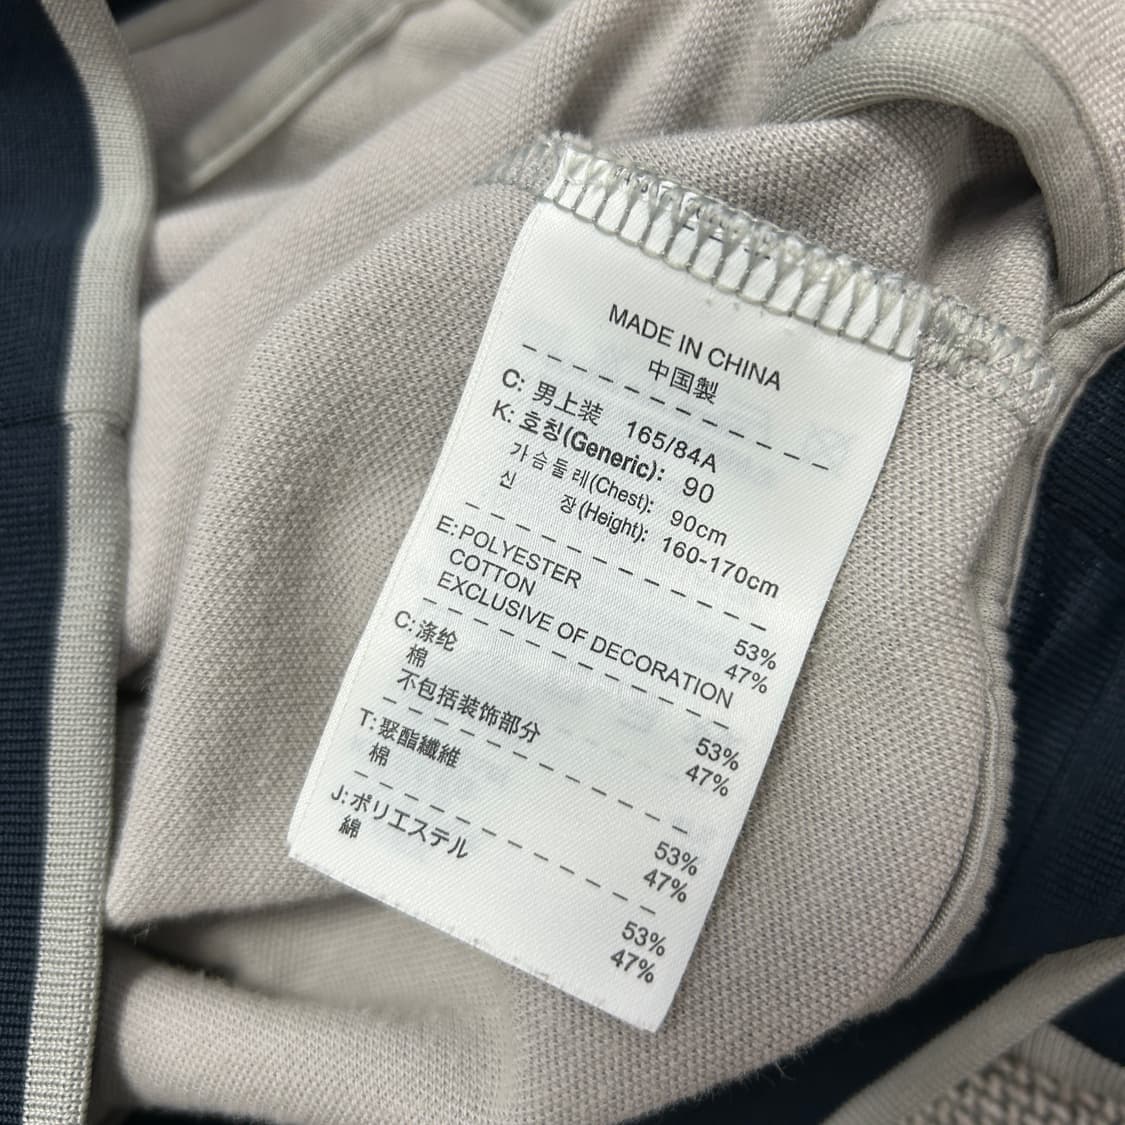 MADE IN CHINA
中国製
C: 男上装 165/84A
K: 호칭(Generic): 90
가슴둘레(Chest): 90cm
신 장(Height): 160-170cm
E: POLYESTER 53%
COTTON 47%
EXCLUSIVE OF DECORATION
C: 涤纶 53%
棉 47%
不包括装饰部分
T: 聚酯纖維 53%
棉 47%
J: ポリエステル 53%
綿 47%